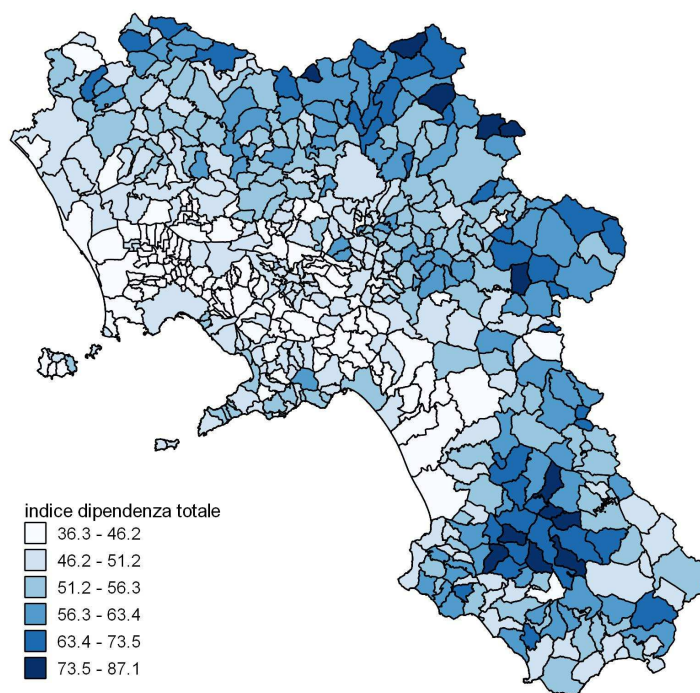 indice dipendenza totale
36.3 - 46.2
46.2 - 51.2
51.2 - 56.3
56.3 - 63.4
63.4 - 73.5
73.5 - 87.1